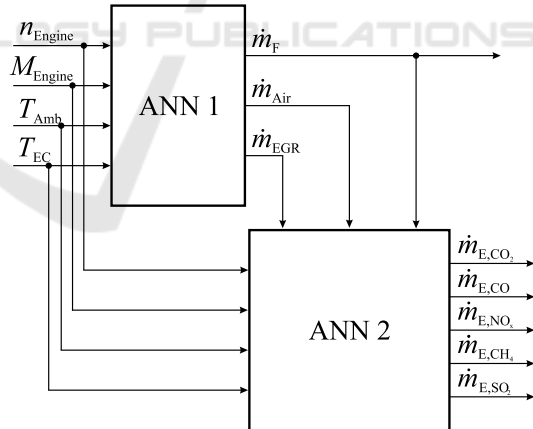 LOGY PUBLICATIONS
n_Engine
ṁ_F
M_Engine
ANN 1
ṁ_Air
T_Amb
T_EC
ṁ_EGR
ṁ_E,CO₂
ṁ_E,CO
ANN 2
ṁ_E,NOₓ
ṁ_E,CH₄
ṁ_E,SO₂